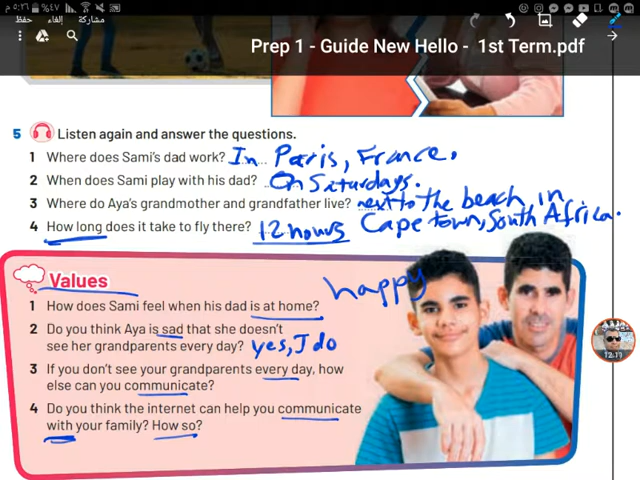 حفظ إلغاء مشاركة
٤٧٪ ٥:٢٦ م
Prep 1 - Guide New Hello - 1st Term.pdf
5 Listen again and answer the questions.
1 Where does Sami's dad work? In Paris, France.
2 When does Sami play with his dad? On Saturdays.
3 Where do Aya's grandmother and grandfather live? next to the beach, in
Cape town, South Africa.
4 How long does it take to fly there? 12 hours
Values
1 How does Sami feel when his dad is at home? happy
2 Do you think Aya is sad that she doesn't
see her grandparents every day? yes, I do
3 If you don't see your grandparents every day, how
else can you communicate?
4 Do you think the internet can help you communicate
with your family? How so?
12:17